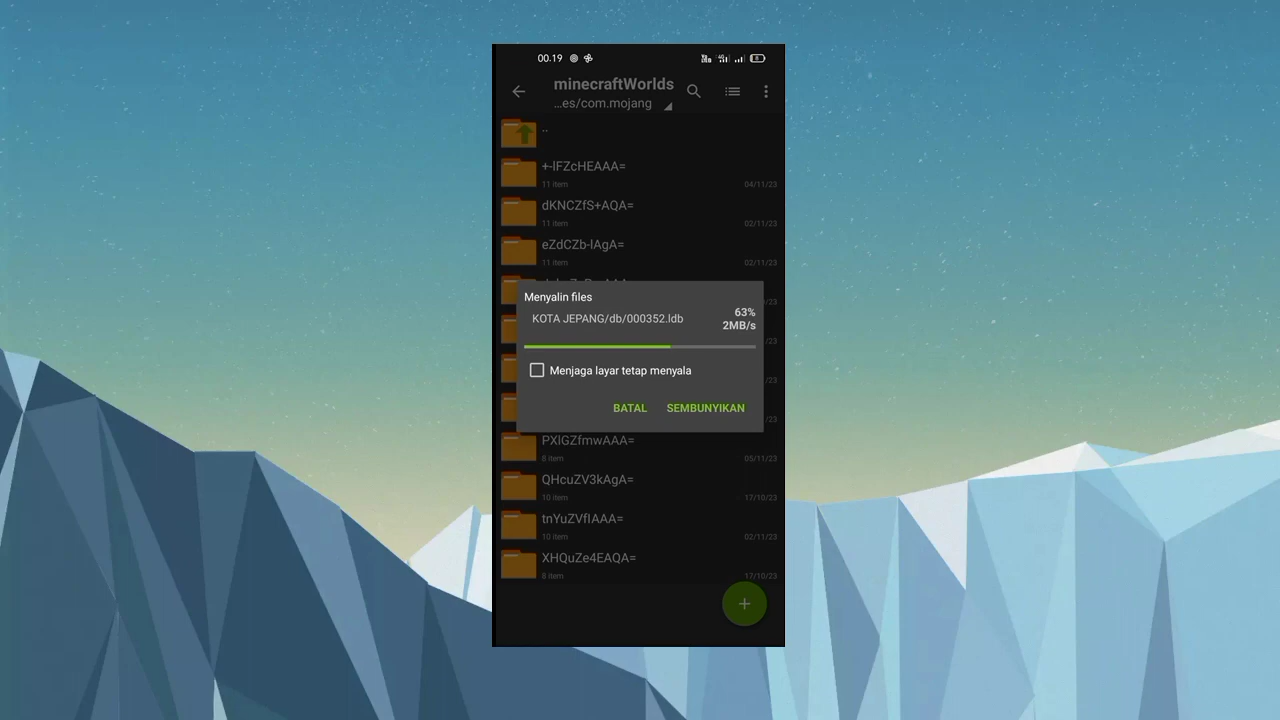 00.19
minecraftWorlds
...es/com.mojang
..
+-IFZcHEAAA=
11 item
04/11/23
dKNCZfS+AQA=
11 item
02/11/23
eZdCZb-lAgA=
11 item
02/11/23
Menyalin files
KOTA JEPANG/db/000352.ldb
63%
2MB/s
Menjaga layar tetap menyala
BATAL
SEMBUNYIKAN
PXlGZfmwAAA=
8 item
05/11/23
QHcuZV3kAgA=
10 item
17/10/23
tnYuZVfIAAA=
10 item
02/11/23
XHQuZe4EAQA=
8 item
17/10/23